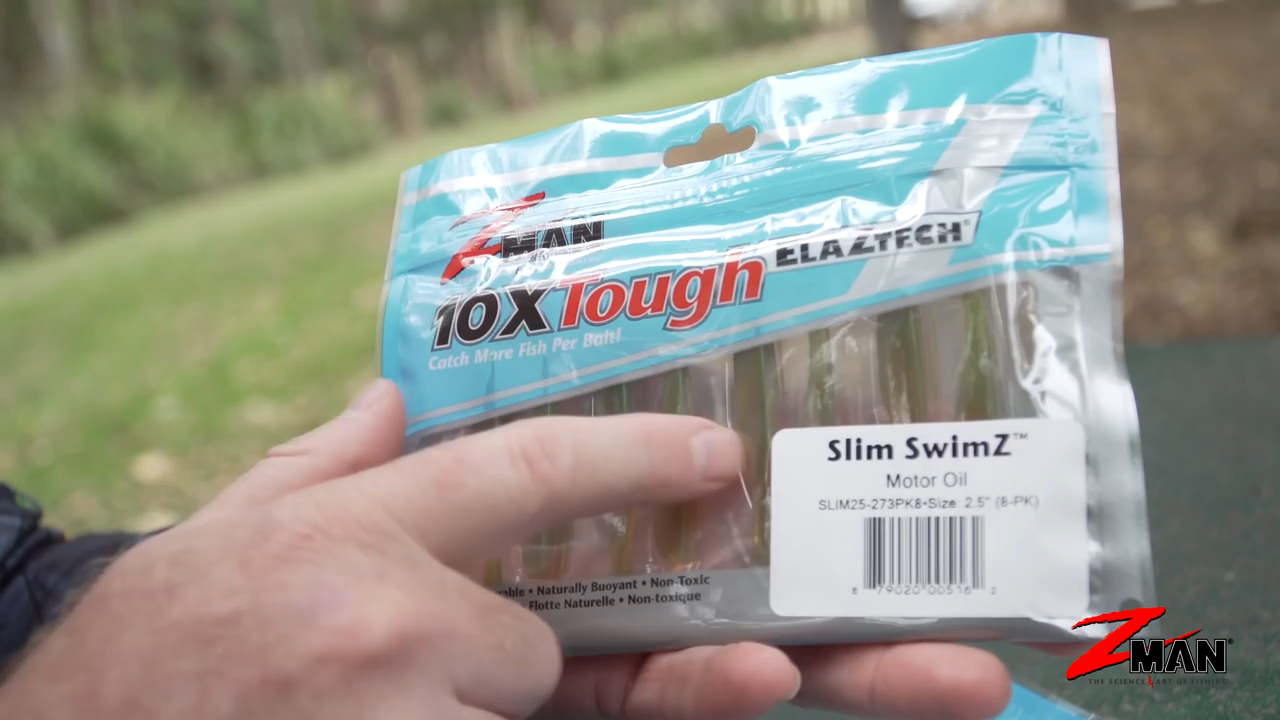 ZMAN
10X Tough ELAZTECH®
Catch More Fish Per Bait!
Slim SwimZ™
Motor Oil
SLIM25-273PK8•Size: 2.5" (8-PK)
8 79020 00516 2
• Naturally Buoyant • Non-Toxic
Flotte Naturelle • Non-toxique
ZMAN®
THE SCIENCE & ART OF FISHING